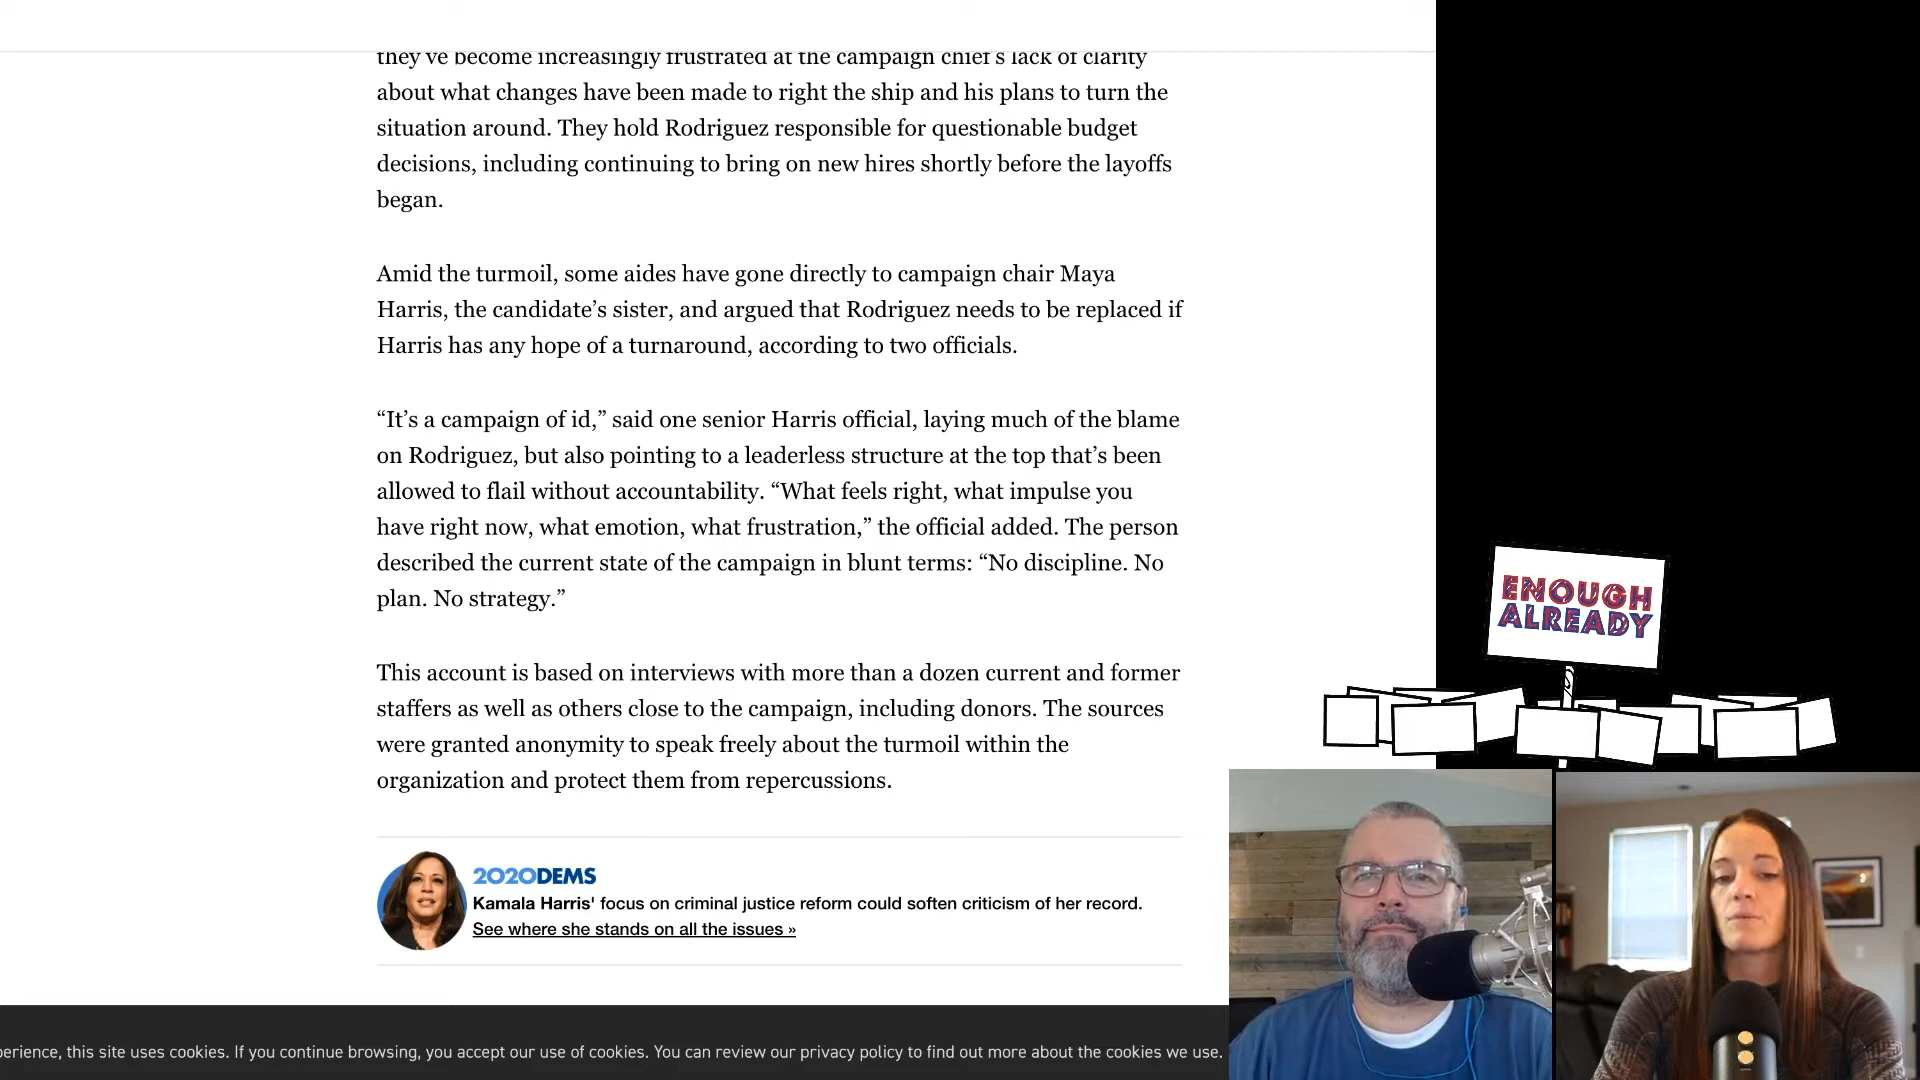 they've become increasingly frustrated at the campaign chief's lack of clarity
about what changes have been made to right the ship and his plans to turn the
situation around. They hold Rodriguez responsible for questionable budget
decisions, including continuing to bring on new hires shortly before the layoffs
began.
Amid the turmoil, some aides have gone directly to campaign chair Maya
Harris, the candidate’s sister, and argued that Rodriguez needs to be replaced if
Harris has any hope of a turnaround, according to two officials.
“It’s a campaign of id,” said one senior Harris official, laying much of the blame
on Rodriguez, but also pointing to a leaderless structure at the top that’s been
allowed to flail without accountability. “What feels right, what impulse you
have right now, what emotion, what frustration,” the official added. The person
described the current state of the campaign in blunt terms: “No discipline. No
plan. No strategy.”
This account is based on interviews with more than a dozen current and former
staffers as well as others close to the campaign, including donors. The sources
were granted anonymity to speak freely about the turmoil within the
organization and protect them from repercussions.
2020DEMS
Kamala Harris' focus on criminal justice reform could soften criticism of her record.
See where she stands on all the issues »
perience, this site uses cookies. If you continue browsing, you accept our use of cookies. You can review our privacy policy to find out more about the cookies we use.
ENOUGH
ALREADY